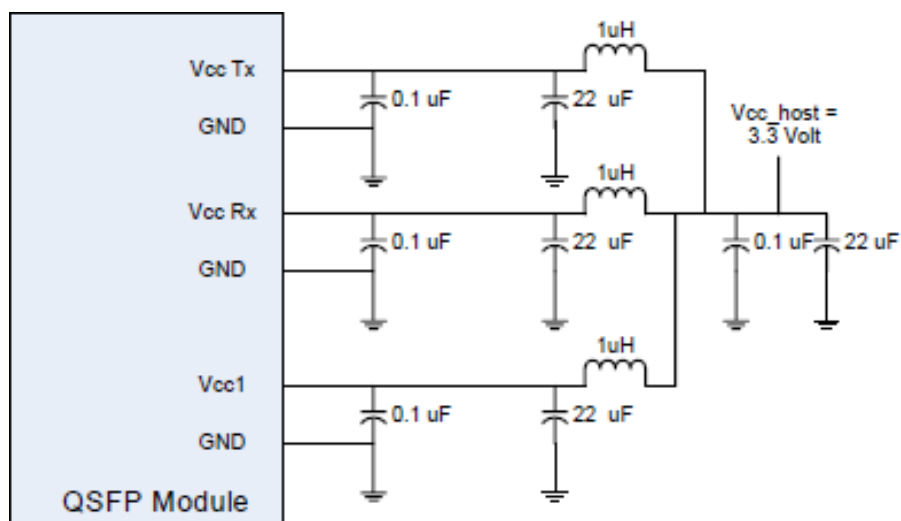 1uH
Vcc Tx
0.1 uF
22 uF
GND
Vcc_host =
3.3 Volt
1uH
Vcc Rx
0.1 uF
22 uF
0.1 uF
22 uF
GND
1uH
Vcc1
0.1 uF
22 uF
GND
QSFP Module